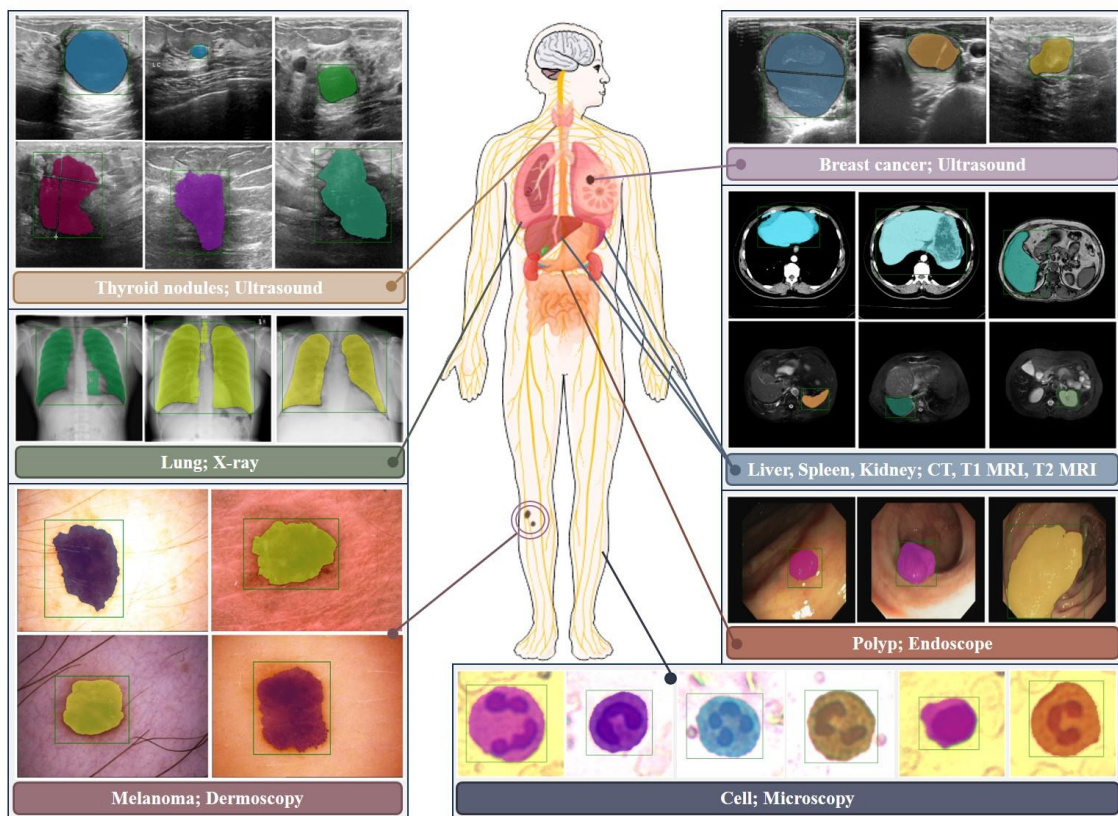 LC
Thyroid nodules; Ultrasound
Breast cancer; Ultrasound
Lung; X-ray
Liver, Spleen, Kidney; CT, T1 MRI, T2 MRI
Melanoma; Dermoscopy
Polyp; Endoscope
Cell; Microscopy